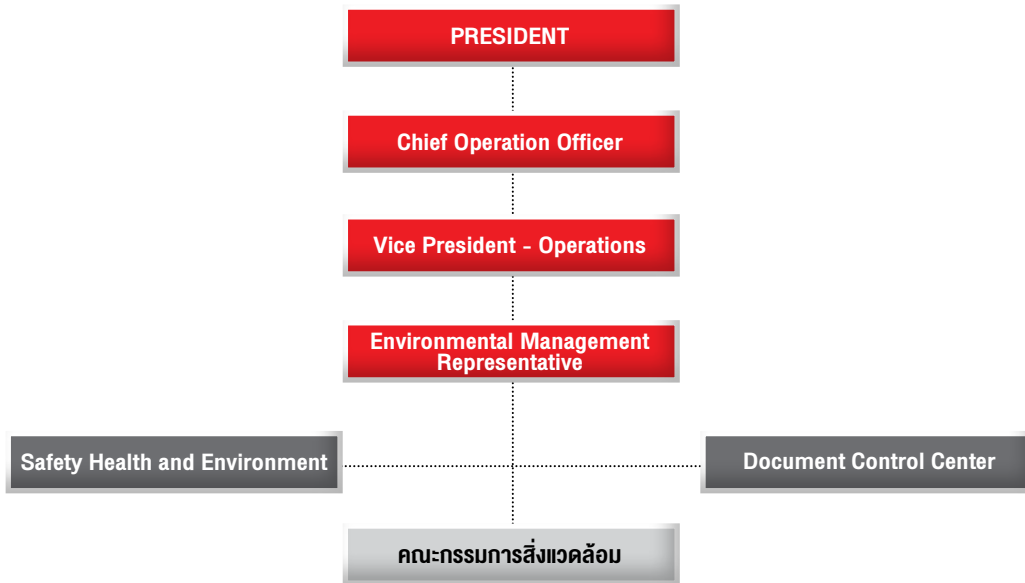 PRESIDENT
Chief Operation Officer
Vice President - Operations
Environmental Management
Representative
Safety Health and Environment
Document Control Center
คณะกรรมการสิ่งแวดล้อม